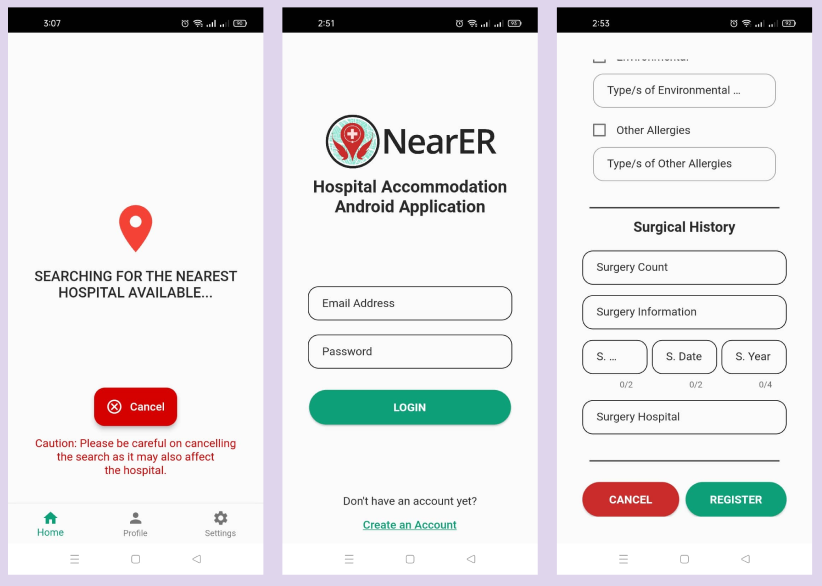 3:07
93
SEARCHING FOR THE NEAREST
HOSPITAL AVAILABLE...
Cancel
Caution: Please be careful on cancelling
the search as it may also affect
the hospital.
Home
Profile
Settings
2:51
NearER
Hospital Accommodation
Android Application
Email Address
Password
LOGIN
Don't have an account yet?
Create an Account
2:53
Type/s of Environmental ...
Other Allergies
Type/s of Other Allergies
Surgical History
Surgery Count
Surgery Information
S. ...
S. Date
S. Year
0/2
0/2
0/4
Surgery Hospital
CANCEL
REGISTER